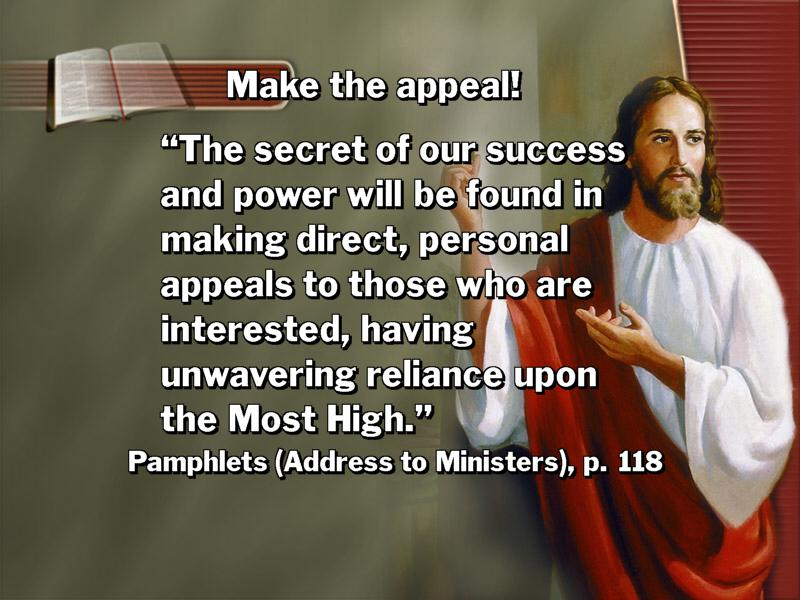 Make the appeal!
“The secret of our success
and power will be found in
making direct, personal
appeals to those who are
interested, having
unwavering reliance upon
the Most High.”
Pamphlets (Address to Ministers), p. 118